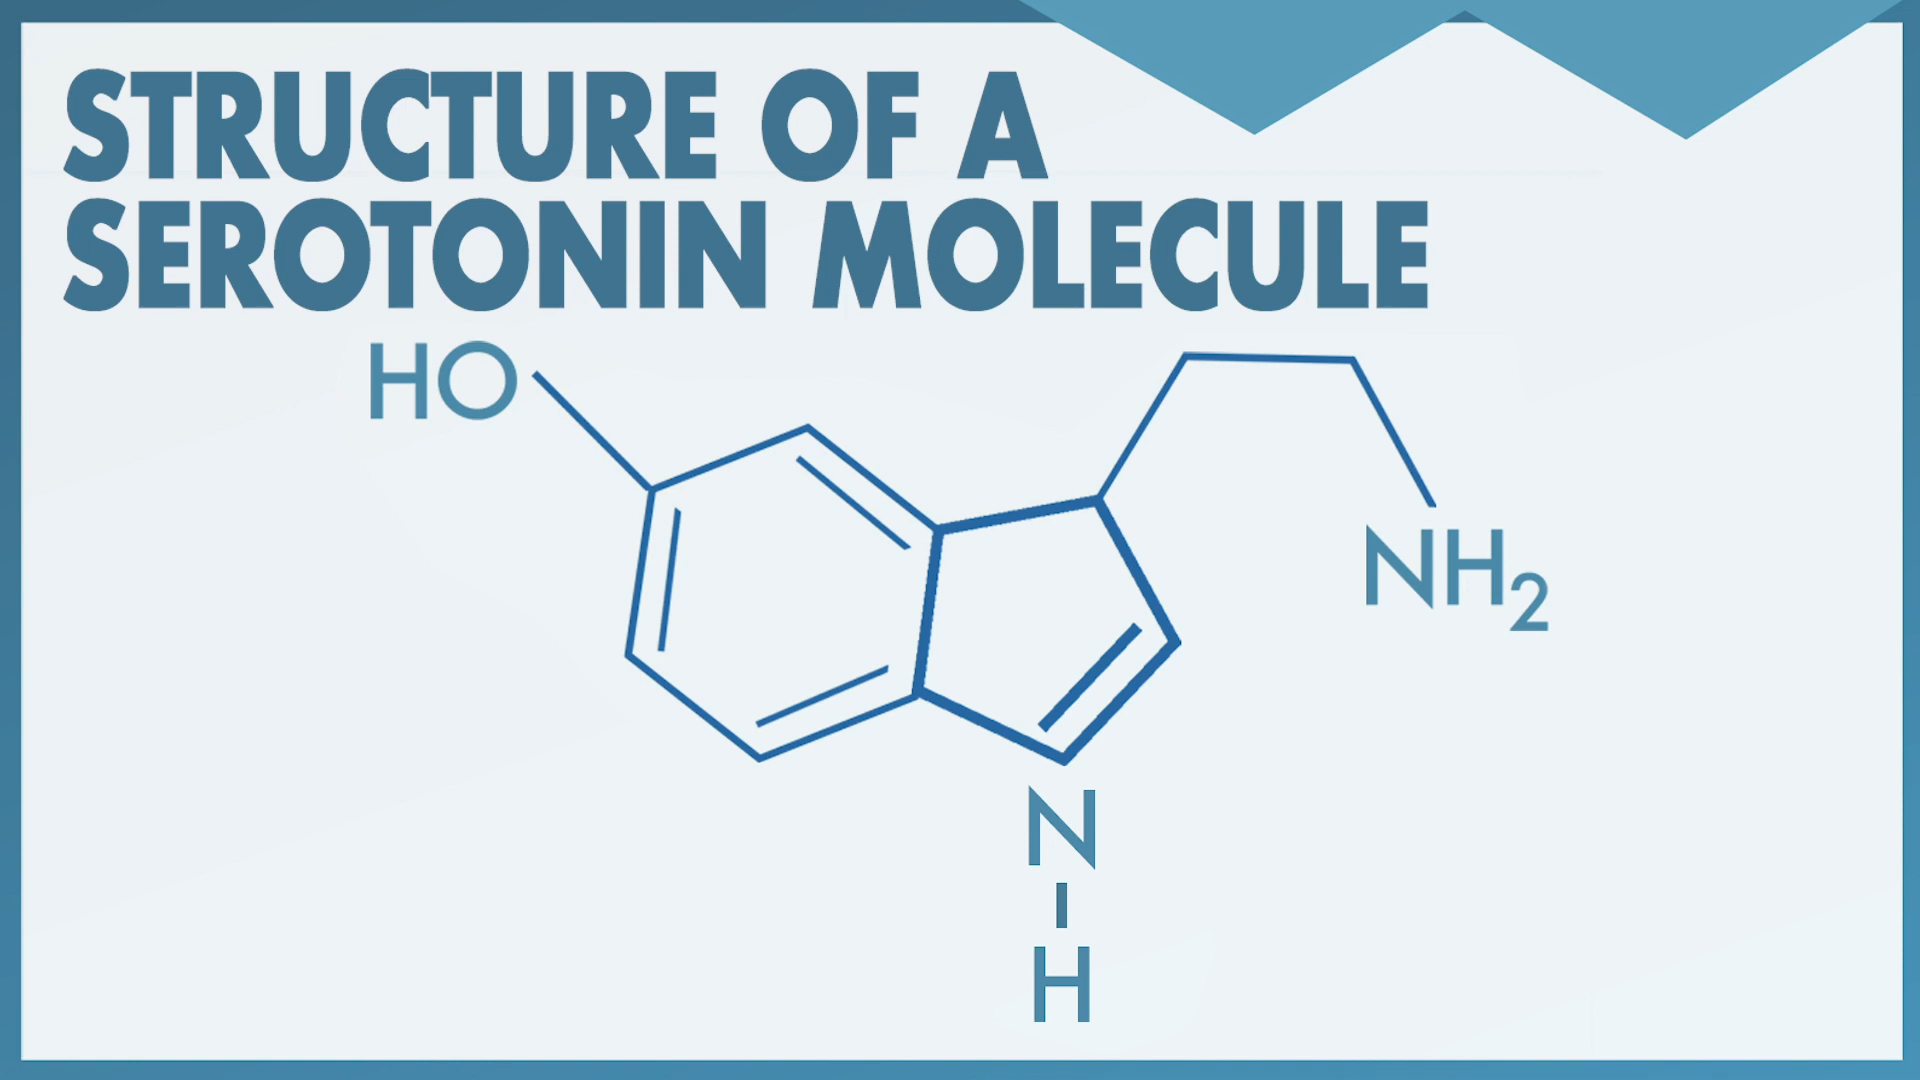 STRUCTURE OF A
SEROTONIN MOLECULE
HO
NH2
N
H